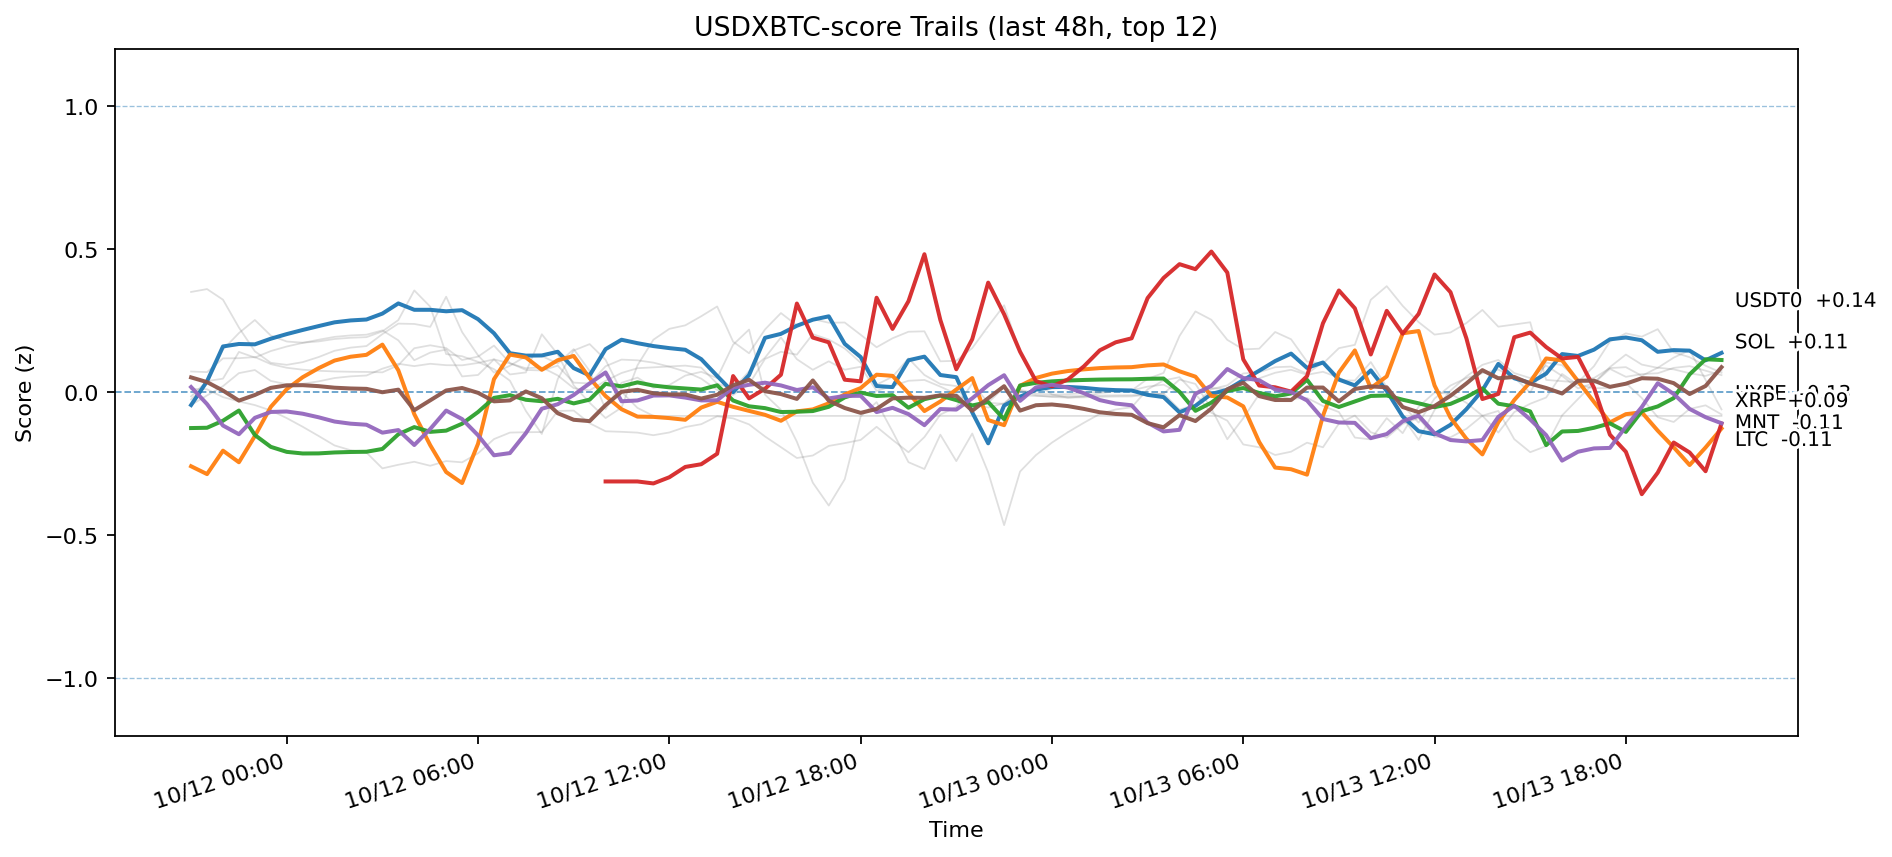 USDXBTC-score Trails (last 48h, top 12)
Score (z)
1.0
0.5
0.0
−0.5
−1.0
USDT0 +0.14
SOL +0.11
XRP +0.09
MNT -0.11
LTC -0.11
10/12 00:00
10/12 06:00
10/12 12:00
10/12 18:00
10/13 00:00
10/13 06:00
10/13 12:00
10/13 18:00
Time